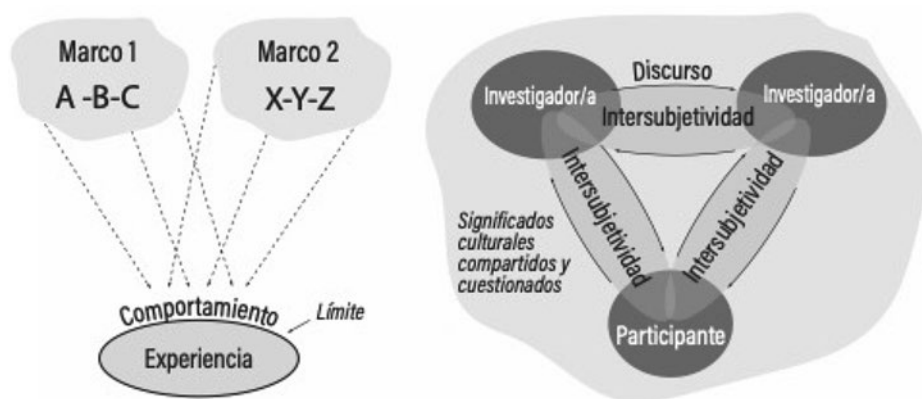 Marco 1
A -B-C
Marco 2
X-Y-Z
Comportamiento
Límite
Experiencia
Discurso
Investigador/a
Investigador/a
Intersubjetividad
Intersubjetividad
Intersubjetividad
Significados
culturales
compartidos y
cuestionados
Participante